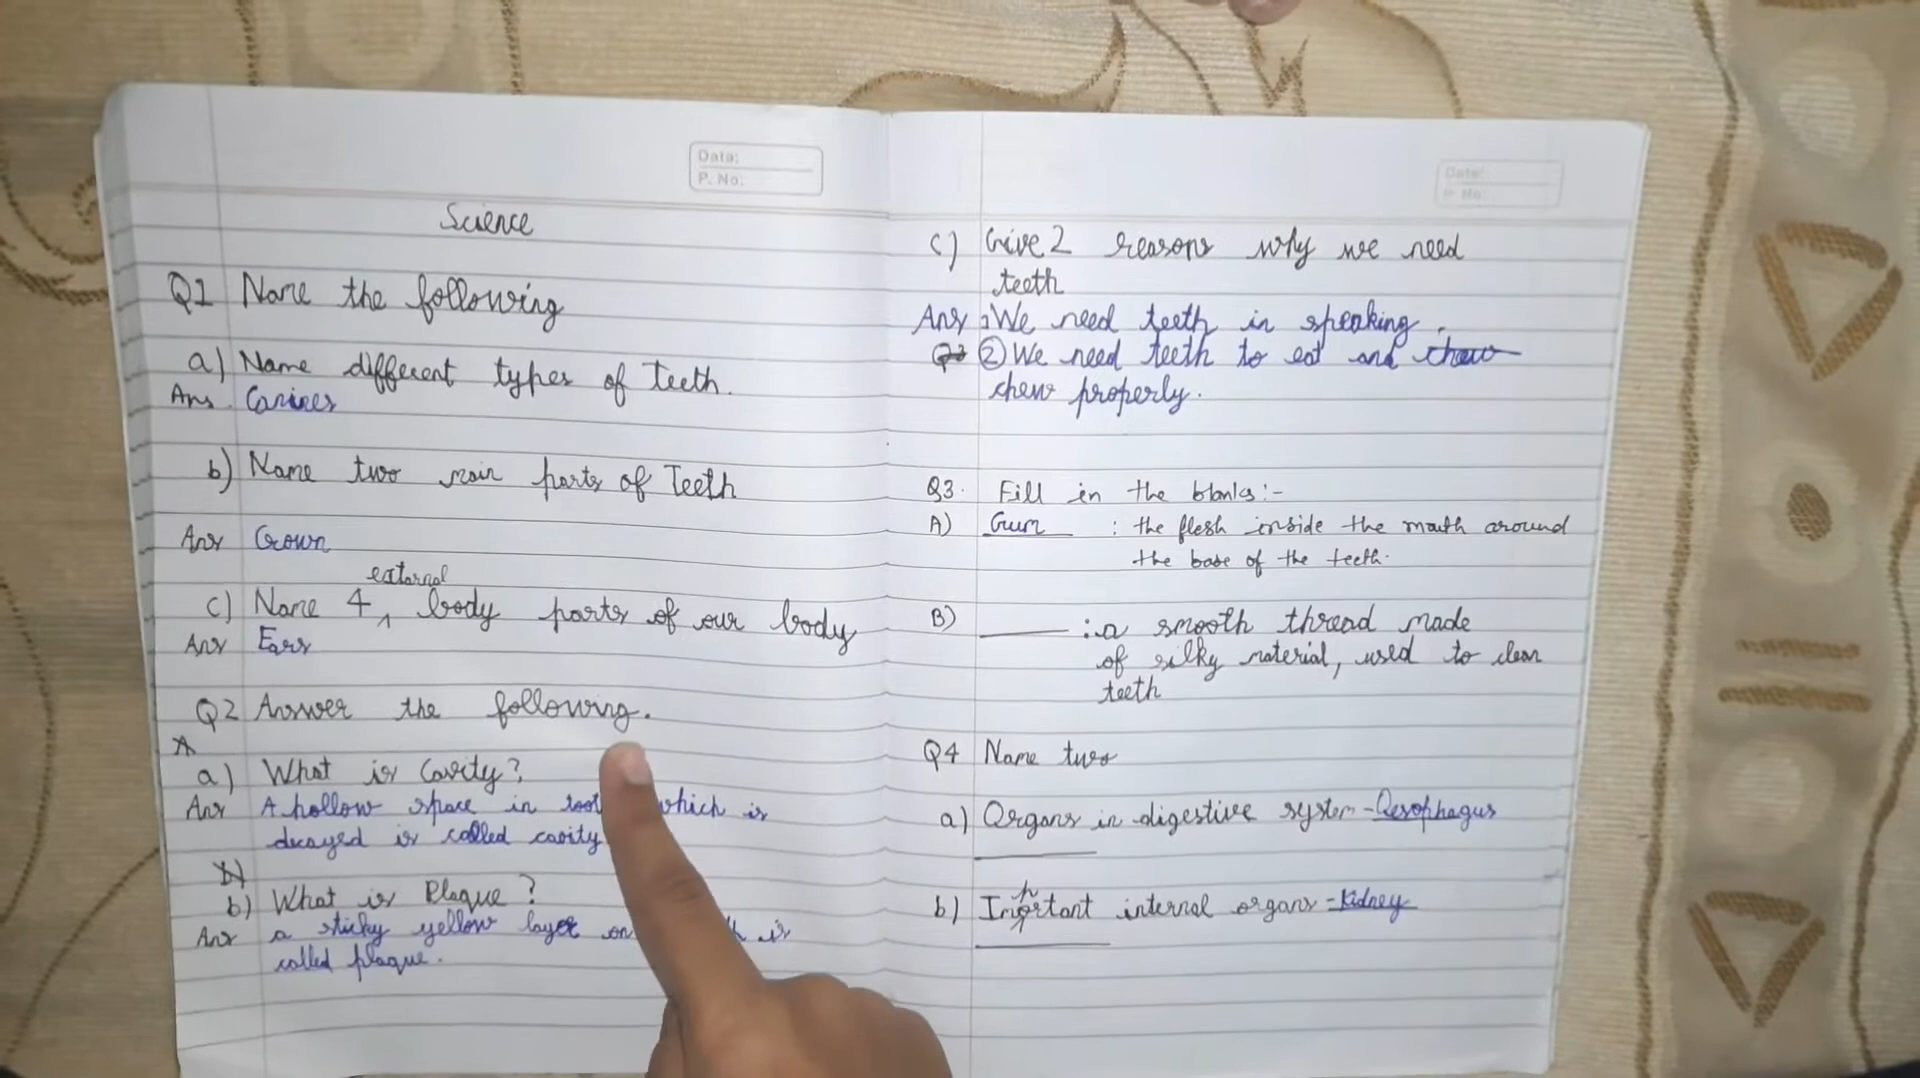 Date:
P. No:
Science
Q1 Name the following
a) Name different types of Teeth.
Ans. Canines
b) Name two main parts of Teeth
Ans Crown
external
c) Name 4 ^ body parts of our body
Ans Ears
Q2 Answer the following.
a) What is Cavity?
Ans A hollow space in which is
decayed is called cavity
b) What is Plaque?
Ans a sticky yellow layer on is
called plaque.
Date:
P. No:
c) Give 2 reasons why we need
teeth
Ans We need teeth in speaking.
② We need teeth to eat and chew
chew properly.
Q3. Fill in the blanks:-
A) Gum : the flesh inside the mouth around
the base of the teeth.
B) ____ : a smooth thread made
of silky material, used to clean
teeth
Q4 Name two
a) Organs in digestive system - Oesophagus
b) Important internal organs = Kidney